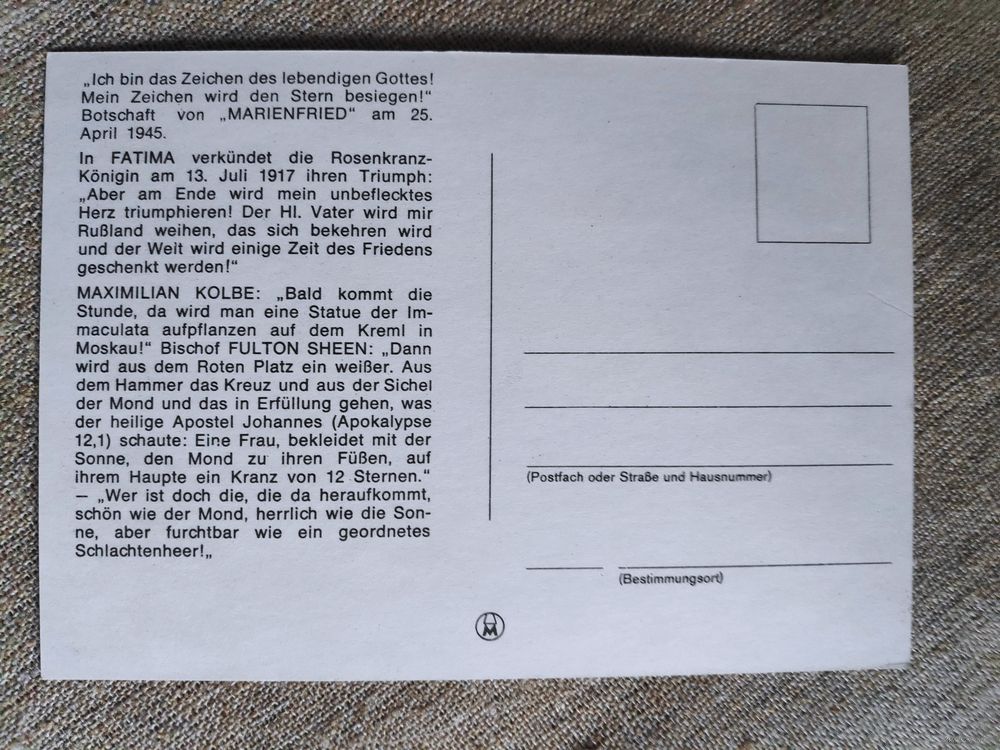 „Ich bin das Zeichen des lebendigen Gottes!
Mein Zeichen wird den Stern besiegen!“
Botschaft von „MARIENFRIED“ am 25.
April 1945.
In FATIMA verkündet die Rosenkranz-
Königin am 13. Juli 1917 ihren Triumph:
„Aber am Ende wird mein unbeflecktes
Herz triumphieren! Der Hl. Vater wird mir
Rußland weihen, das sich bekehren wird
und der Welt wird einige Zeit des Friedens
geschenkt werden!“
MAXIMILIAN KOLBE: „Bald kommt die
Stunde, da wird man eine Statue der Im-
maculata aufpflanzen auf dem Kreml in
Moskau!“ Bischof FULTON SHEEN: „Dann
wird aus dem Roten Platz ein weißer. Aus
dem Hammer das Kreuz und aus der Sichel
der Mond und das in Erfüllung gehen, was
der heilige Apostel Johannes (Apokalypse
12,1) schaute: Eine Frau, bekleidet mit der
Sonne, den Mond zu ihren Füßen, auf
ihrem Haupte ein Kranz von 12 Sternen.“
– „Wer ist doch die, die da heraufkommt,
schön wie der Mond, herrlich wie die Son-
ne, aber furchtbar wie ein geordnetes
Schlachtenheer!„
(Postfach oder Straße und Hausnummer)
(Bestimmungsort)
M